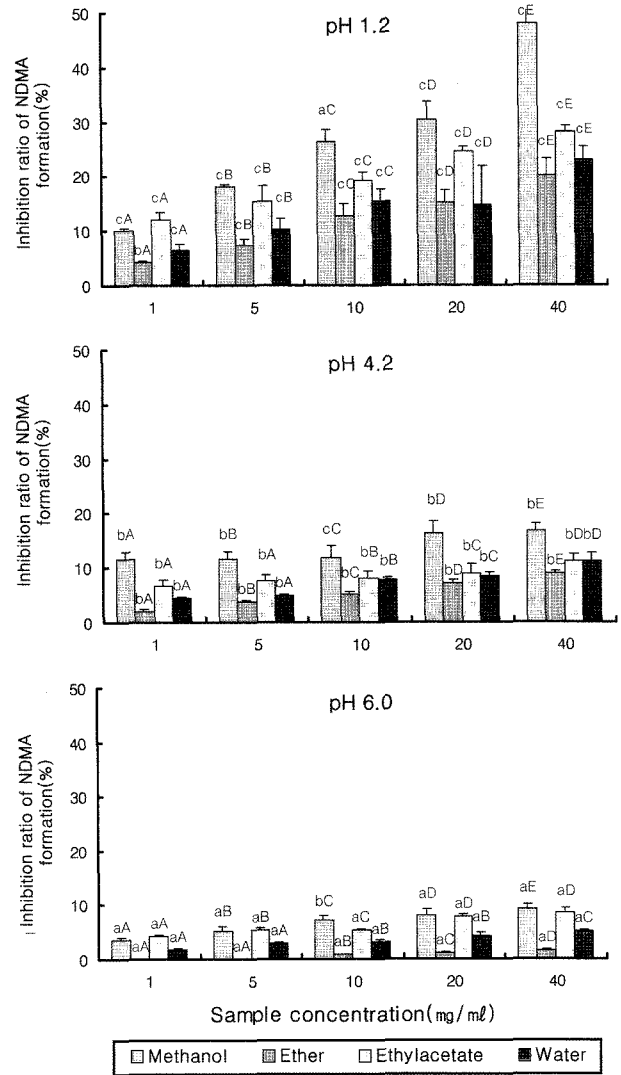 pH 1.2
Inhibition ratio of NDMA
formation(%)
50
40
30
20
10
0
cA bA cA cA
cB cB cB cB
aC cC cC cC
cD cD cD cD
cE cE cE cE
1 5 10 20 40
pH 4.2
Inhibition ratio of NDMA
formation(%)
50
40
30
20
10
0
bA bA bA bA
bB bB bA bA
cC bC bB bB
bD bD bC bC
bE bE bD bD
1 5 10 20 40
pH 6.0
Inhibition ratio of NDMA
formation(%)
50
40
30
20
10
0
aA aA aA aA
aB aA aB aA
bC aB aC aB
aD aC aD aB
aE aD aD aC
1 5 10 20 40
Sample concentration(mg/mℓ)
Methanol Ether Ethylacetate Water